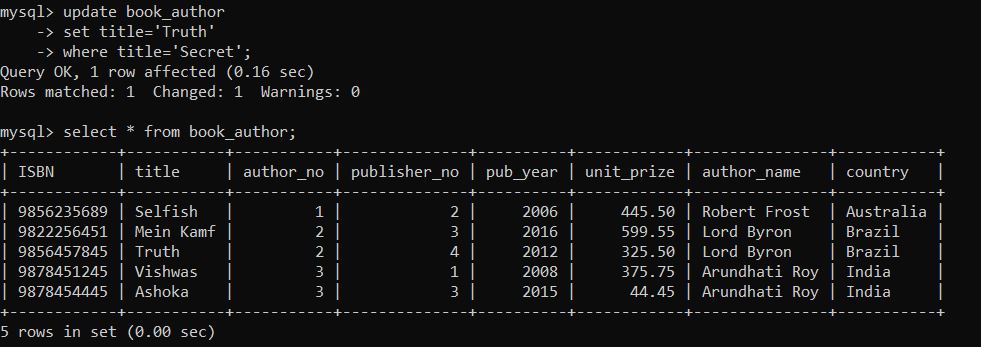 mysql> update book_author
    -> set title='Truth'
    -> where title='Secret';
Query OK, 1 row affected (0.16 sec)
Rows matched: 1  Changed: 1  Warnings: 0

mysql> select * from book_author;
+------------+-----------+-----------+--------------+----------+------------+---------------+-----------+
| ISBN       | title     | author_no | publisher_no | pub_year | unit_prize | author_name   | country   |
+------------+-----------+-----------+--------------+----------+------------+---------------+-----------+
| 9856235689 | Selfish   |         1 |            2 |     2006 |     445.50 | Robert Frost  | Australia |
| 9822256451 | Mein Kamf |         2 |            3 |     2016 |     599.55 | Lord Byron    | Brazil    |
| 9856457845 | Truth     |         2 |            4 |     2012 |     325.50 | Lord Byron    | Brazil    |
| 9878451245 | Vishwas   |         3 |            1 |     2008 |     375.75 | Arundhati Roy | India     |
| 9878454445 | Ashoka    |         3 |            3 |     2015 |      44.45 | Arundhati Roy | India     |
+------------+-----------+-----------+--------------+----------+------------+---------------+-----------+
5 rows in set (0.00 sec)